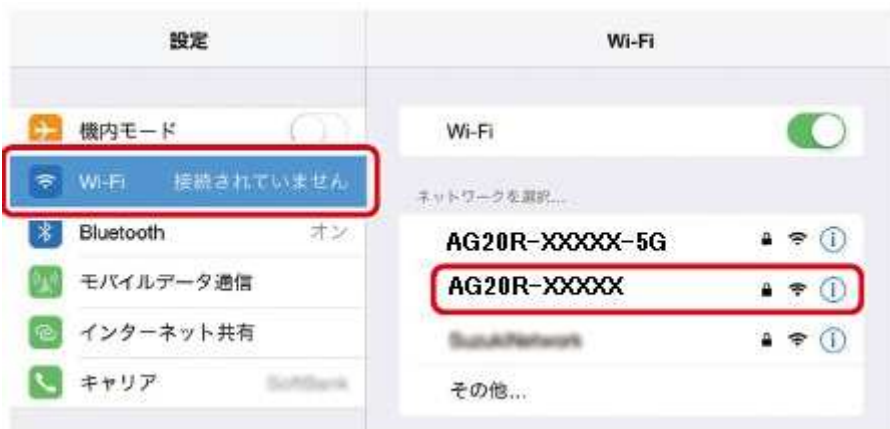 設定
機内モード
Wi-Fi 接続されていません
Bluetooth オン
モバイルデータ通信
インターネット共有
キャリア SoftBank
Wi-Fi
Wi-Fi
ネットワークを選択...
AG20R-XXXXX-5G
AG20R-XXXXX
SuzukiNetwork
その他...